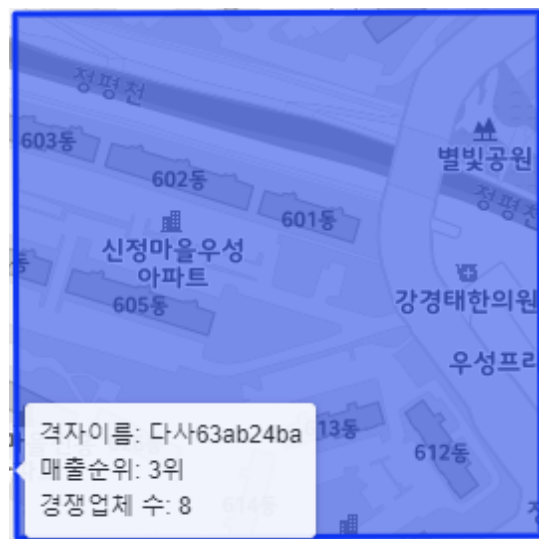 정평천
603동
602동
601동
별빛공원
정평천
신정마을우성
아파트
605동
강경태한의원
우성프라
격자이름: 다사63ab24ba
매출순위: 3위
경쟁업체 수: 8
13동
612동
614동